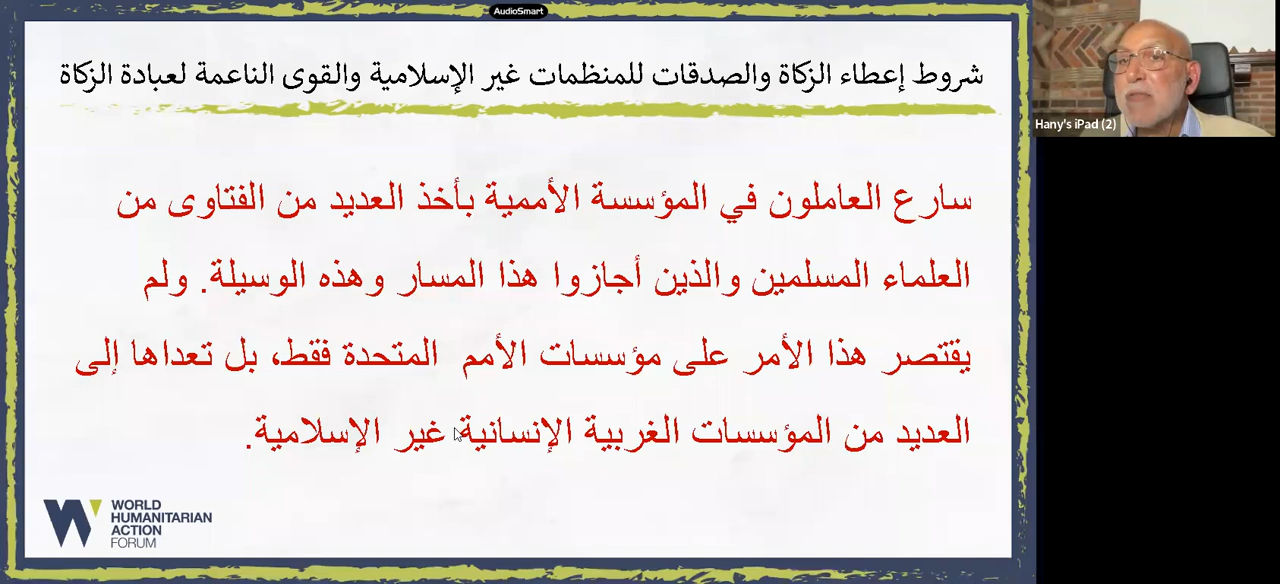 AudioSmart
شروط إعطاء الزكاة والصدقات للمنظمات غير الإسلامية والقوى الناعمة لعبادة الزكاة
سارع العاملون في المؤسسة الأممية بأخذ العديد من الفتاوى من
العلماء المسلمين والذين أجازوا هذا المسار وهذه الوسيلة. ولم
يقتصر هذا الأمر على مؤسسات الأمم المتحدة فقط، بل تعداها إلى
العديد من المؤسسات الغربية الإنسانية غير الإسلامية.
WORLD
HUMANITARIAN
ACTION
FORUM
Hany's iPad (2)